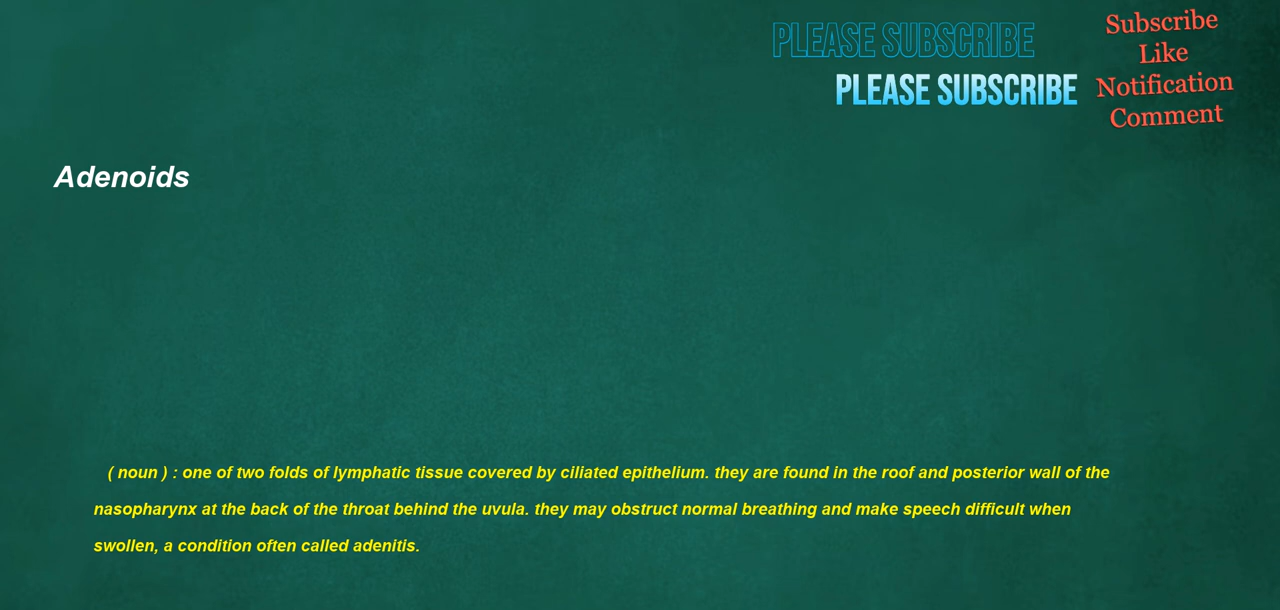 PLEASE SUBSCRIBE
PLEASE SUBSCRIBE
Subscribe
Like
Notification
Comment
Adenoids
( noun ) : one of two folds of lymphatic tissue covered by ciliated epithelium. they are found in the roof and posterior wall of the
nasopharynx at the back of the throat behind the uvula. they may obstruct normal breathing and make speech difficult when
swollen, a condition often called adenitis.